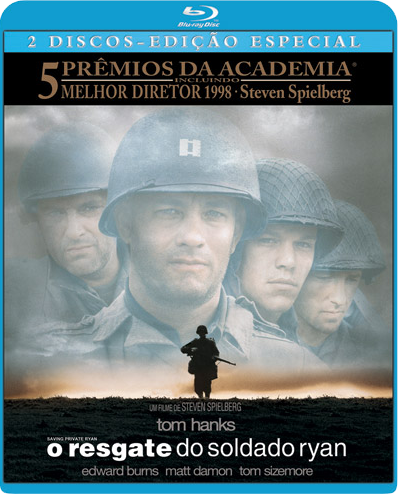 Blu-ray Disc
2 DISCOS-EDIÇÃO ESPECIAL
5 PRÊMIOS DA ACADEMIA®
INCLUINDO
MELHOR DIRETOR 1998 · Steven Spielberg
UM FILME DE STEVEN SPIELBERG
tom hanks
SAVING PRIVATE RYAN
o resgate do soldado ryan
edward burns matt damon tom sizemore